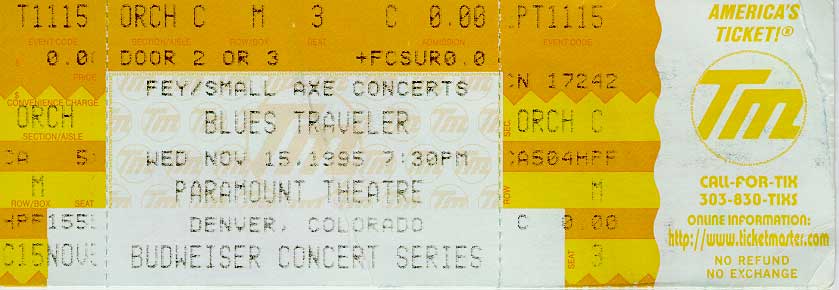 T1115 ORCH C M 3 C 0.00 PT1115
EVENT CODE SECTION/AISLE ROW/BOX SEAT ADMISSION EVENT CODE
DOOR 2 OR 3 +FCSUR0.0
PRICE
CONVENIENCE CHARGE
FEY/SMALL AXE CONCERTS
BLUES TRAVELER
WED NOV 15,1995 7:30PM
PARAMOUNT THEATRE
DENVER, COLORADO
BUDWEISER CONCERT SERIES
ORCH
SECTION/AISLE
M
ROW/BOX SEAT
C15NOV
CN 17242
SEC.
ORCH C
CA504HFF
ROW
M
C 0.00
SEAT
3
AMERICA'S
TICKET!®
Tm
CALL-FOR-TIX
303-830-TIXS
ONLINE INFORMATION:
http://www.ticketmaster.com
NO REFUND
NO EXCHANGE